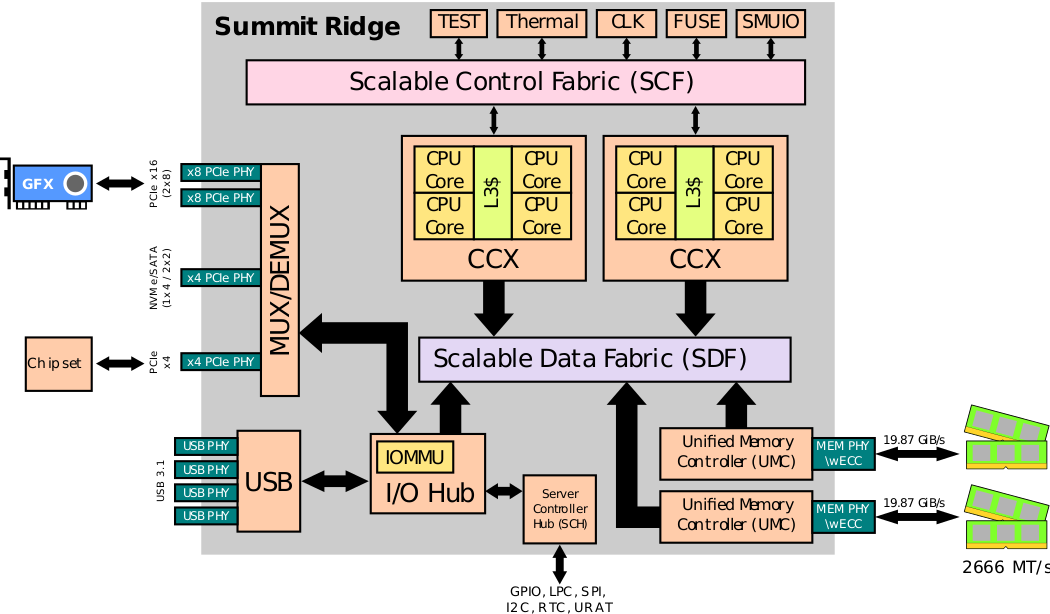 Summit Ridge
TEST
Thermal
CLK
FUSE
SMUIO
Scalable Control Fabric (SCF)
CPU
Core
L3$
CPU
Core
CPU
Core
CPU
Core
CCX
CPU
Core
L3$
CPU
Core
CPU
Core
CPU
Core
CCX
GFX
PCIe x16
(2x8)
x8 PCIe PHY
x8 PCIe PHY
NVMe/SATA
(1x4 / 2x2)
x4 PCIe PHY
MUX/DEMUX
Chipset
PCIe
x4
x4 PCIe PHY
Scalable Data Fabric (SDF)
USB 3.1
USB PHY
USB PHY
USB PHY
USB PHY
USB
IOMMU
I/O Hub
Server
Controller
Hub (SCH)
GPIO, LPC, SPI,
I2C, RTC, URAT
Unified Memory
Controller (UMC)
MEM PHY
\wECC
19.87 GiB/s
Unified Memory
Controller (UMC)
MEM PHY
\wECC
19.87 GiB/s
2666 MT/s